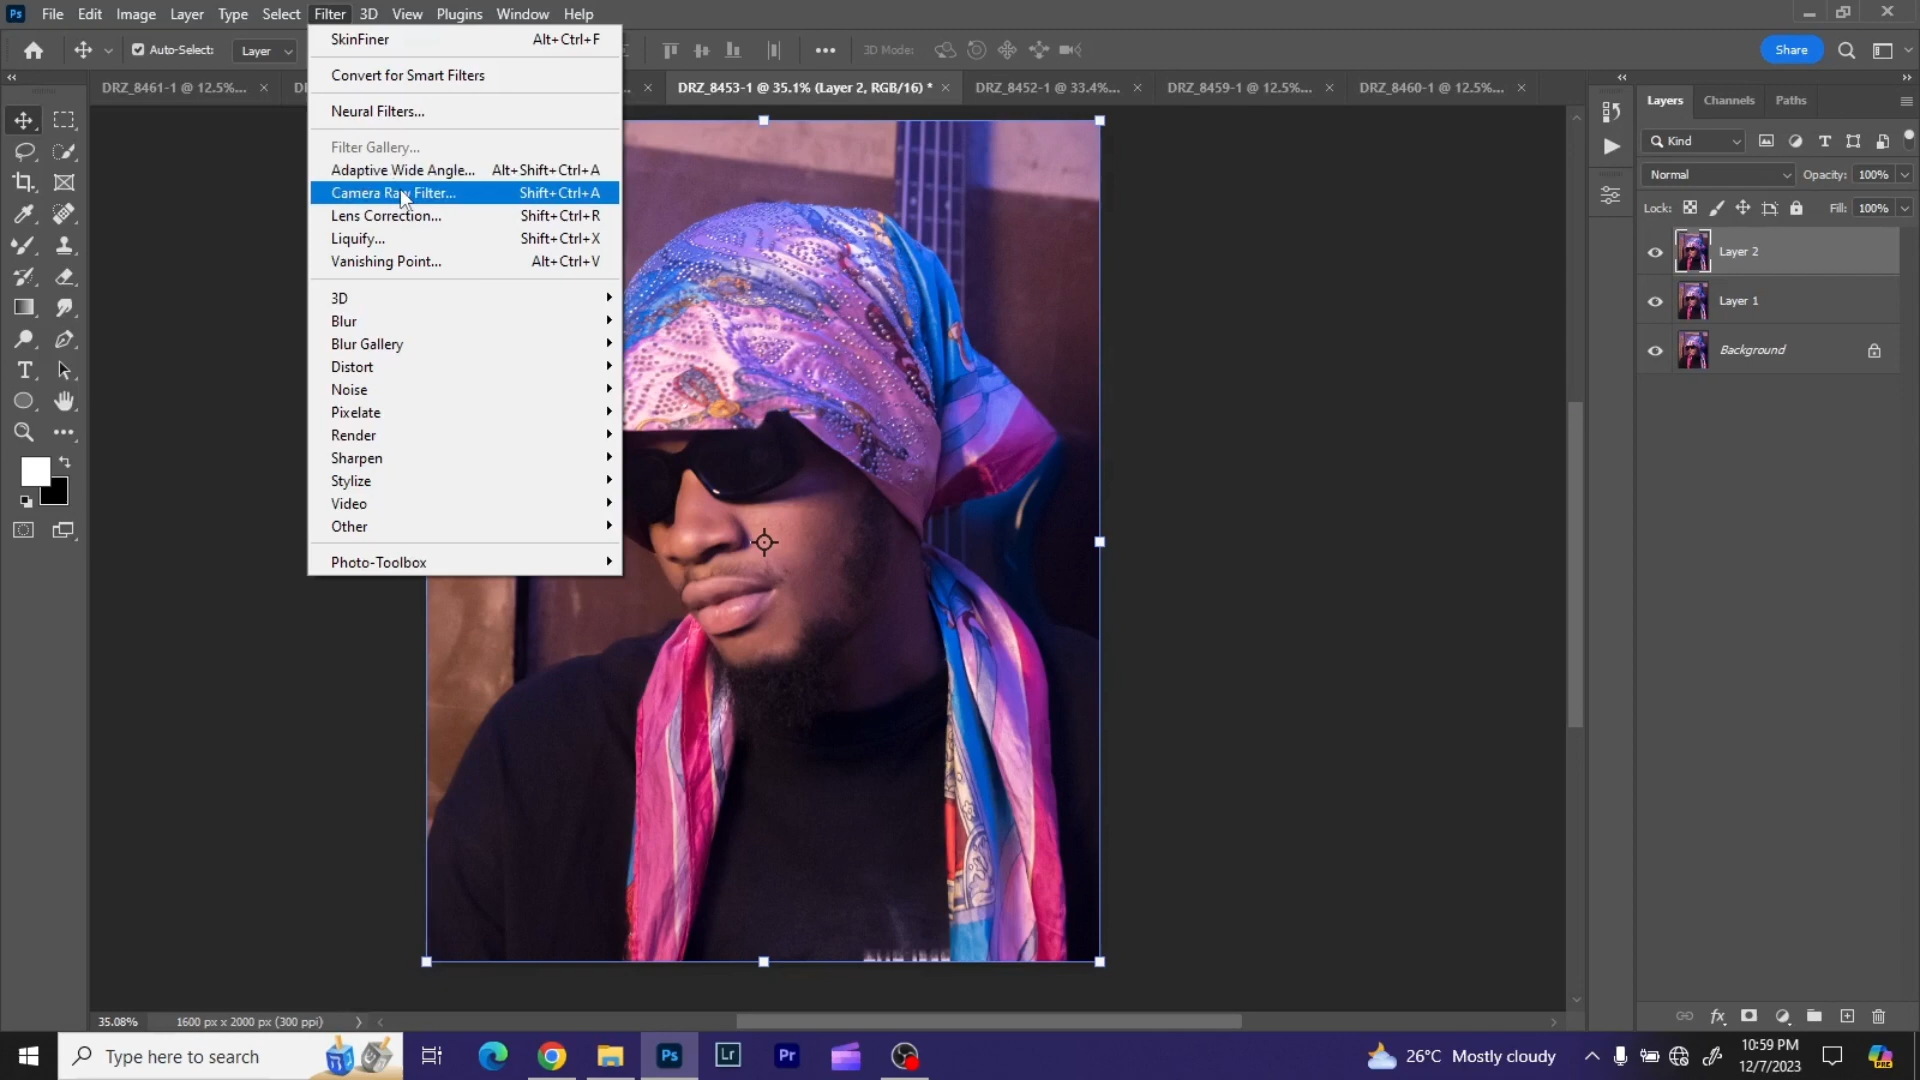 Ps File Edit Image Layer Type Select Filter 3D View Plugins Window Help
Auto-Select: Layer ••• 3D Mode: Share
DRZ_8461-1 @ 12.5%... × × DRZ_8453-1 @ 35.1% (Layer 2, RGB/16) * × DRZ_8452-1 @ 33.4%... × DRZ_8459-1 @ 12.5%... × DRZ_8460-1 @ 12.5%... ×
SkinFiner Alt+Ctrl+F
Convert for Smart Filters
Neural Filters...
Filter Gallery...
Adaptive Wide Angle... Alt+Shift+Ctrl+A
Camera Raw Filter... Shift+Ctrl+A
Lens Correction... Shift+Ctrl+R
Liquify... Shift+Ctrl+X
Vanishing Point... Alt+Ctrl+V
3D
Blur
Blur Gallery
Distort
Noise
Pixelate
Render
Sharpen
Stylize
Video
Other
Photo-Toolbox
Layers Channels Paths
Kind
Normal Opacity: 100%
Lock: Fill: 100%
Layer 2
Layer 1
Background
35.08% 1600 px x 2000 px (300 ppi)
Type here to search
Ps Lr Pr
26°C Mostly cloudy
10:59 PM
12/7/2023
PRE